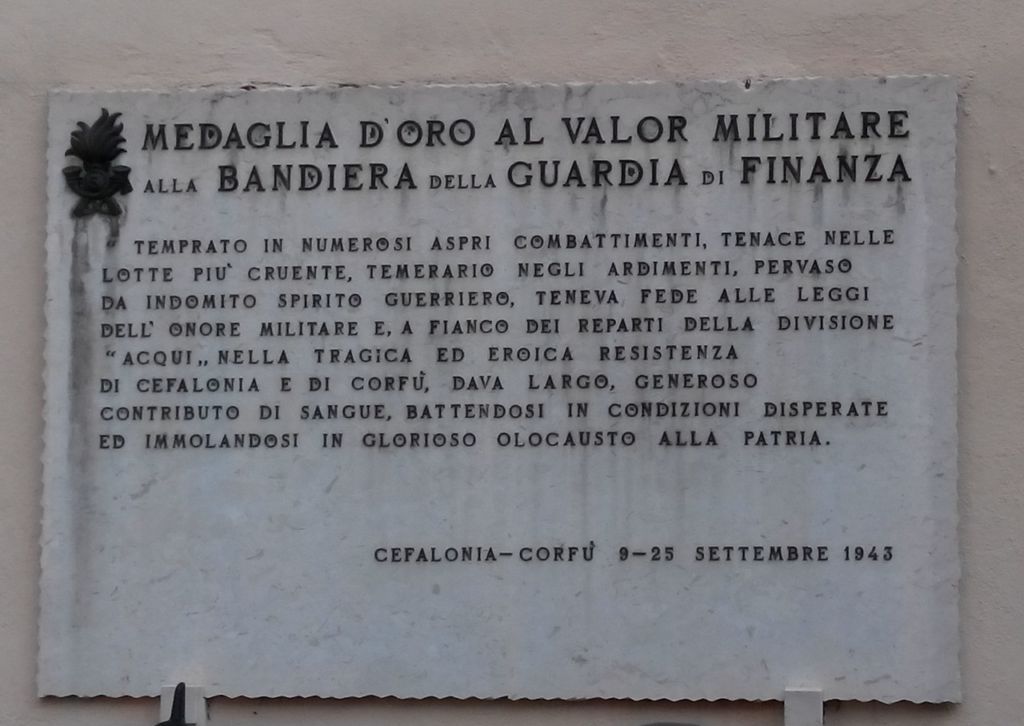 MEDAGLIA D'ORO AL VALOR MILITARE
ALLA BANDIERA DELLA GUARDIA DI FINANZA
" TEMPRATO IN NUMEROSI ASPRI COMBATTIMENTI, TENACE NELLE
LOTTE PIU' CRUENTE, TEMERARIO NEGLI ARDIMENTI, PERVASO
DA INDOMITO SPIRITO GUERRIERO, TENEVA FEDE ALLE LEGGI
DELL' ONORE MILITARE E, A FIANCO DEI REPARTI DELLA DIVISIONE
"ACQUI„ NELLA TRAGICA ED EROICA RESISTENZA
DI CEFALONIA E DI CORFÙ, DAVA LARGO, GENEROSO
CONTRIBUTO DI SANGUE, BATTENDOSI IN CONDIZIONI DISPERATE
ED IMMOLANDOSI IN GLORIOSO OLOCAUSTO ALLA PATRIA.
CEFALONIA-CORFÙ 9-25 SETTEMBRE 1943